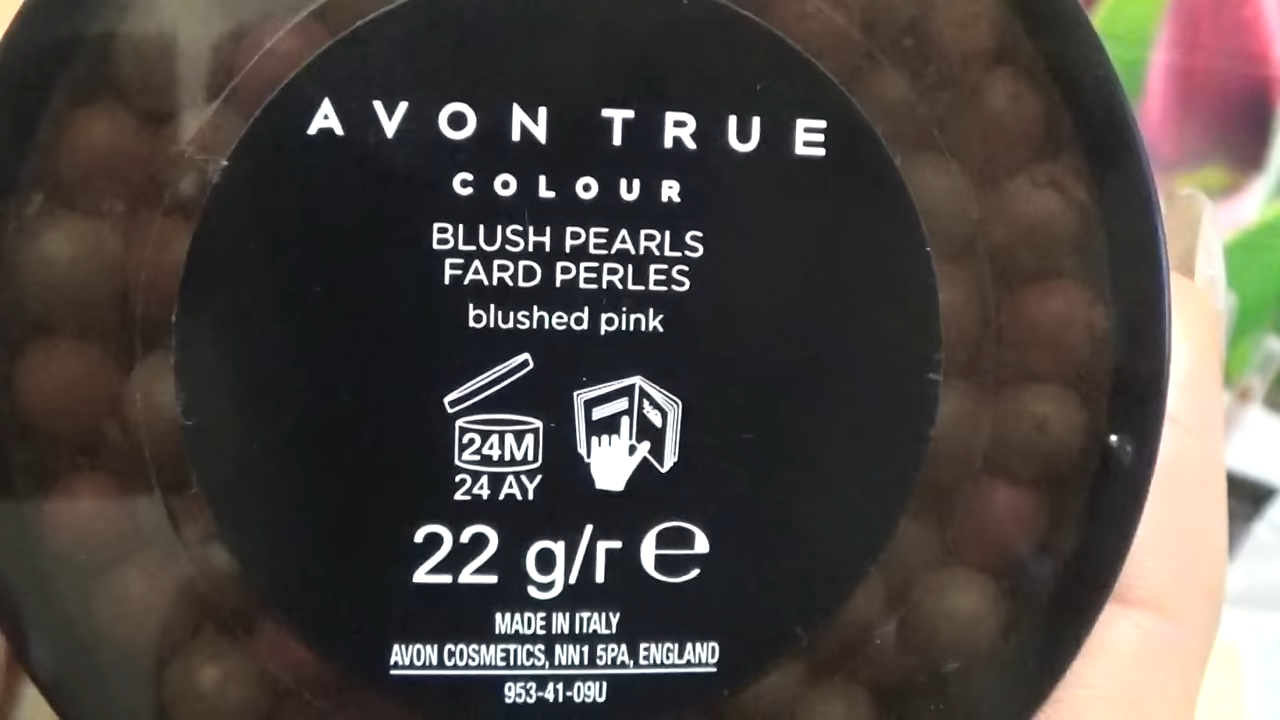 AVON TRUE
COLOUR
BLUSH PEARLS
FARD PERLES
blushed pink
24M
24 AY
22 g/r e
MADE IN ITALY
AVON COSMETICS, NN1 5PA, ENGLAND
953-41-09U